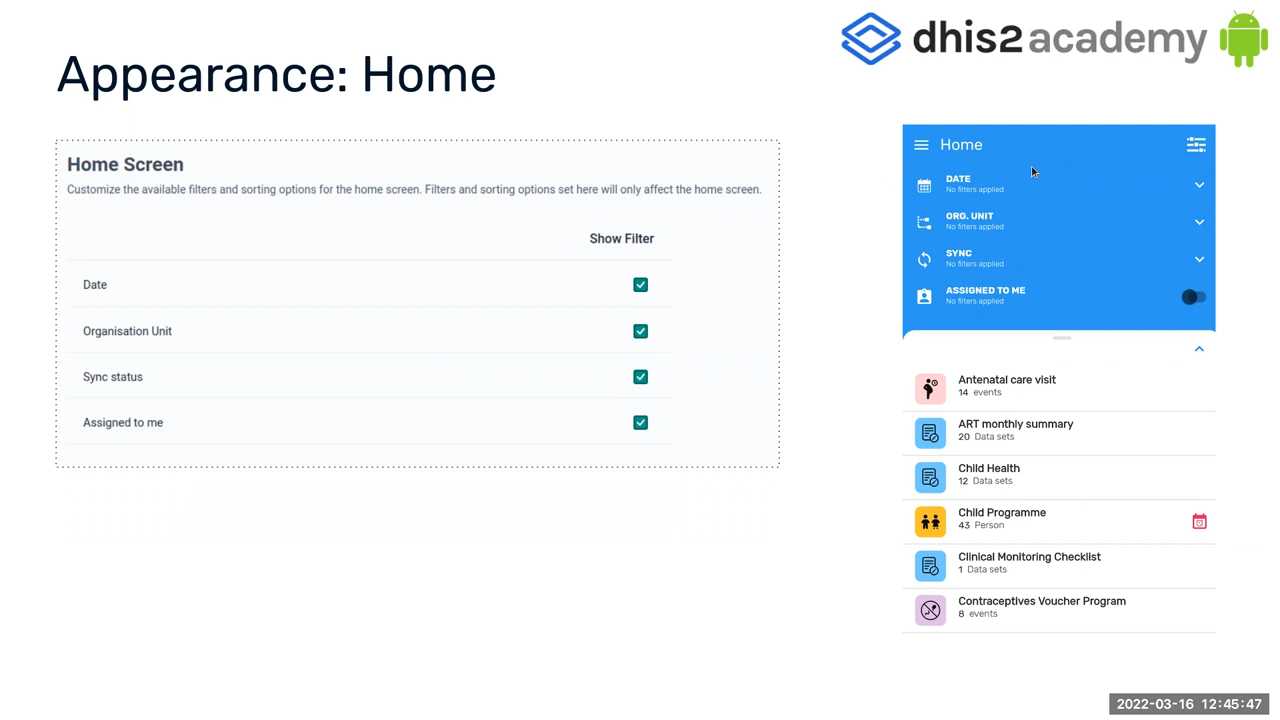 dhis2 academy
Appearance: Home
Home Screen
Customize the available filters and sorting options for the home screen. Filters and sorting options set here will only affect the home screen.
Show Filter
Date
Organisation Unit
Sync status
Assigned to me
Home
DATE
No filters applied
ORG. UNIT
No filters applied
SYNC
No filters applied
ASSIGNED TO ME
No filters applied
Antenatal care visit
14 events
ART monthly summary
20 Data sets
Child Health
12 Data sets
Child Programme
43 Person
Clinical Monitoring Checklist
1 Data sets
Contraceptives Voucher Program
8 events
2022-03-16 12:45:47